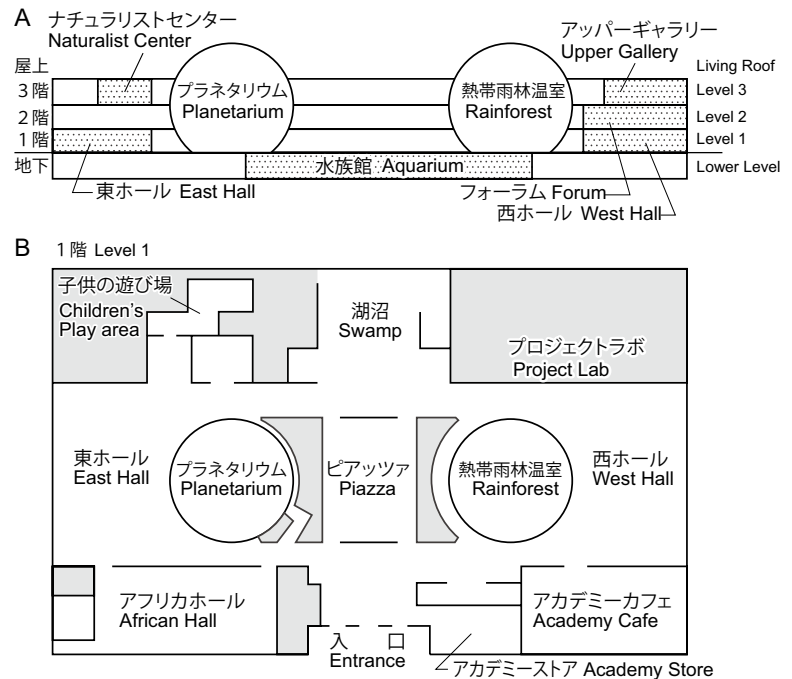 A
ナチュラリストセンター
Naturalist Center
アッパーギャラリー
Upper Gallery
屋上
Living Roof
3階
プラネタリウム
Planetarium
熱帯雨林温室
Rainforest
Level 3
2階
Level 2
1階
Level 1
地下
水族館 Aquarium
Lower Level
東ホール East Hall
フォーラム Forum
西ホール West Hall
B
1階 Level 1
子供の遊び場
Children's
Play area
湖沼
Swamp
プロジェクトラボ
Project Lab
東ホール
East Hall
プラネタリウム
Planetarium
ピアッツァ
Piazza
熱帯雨林温室
Rainforest
西ホール
West Hall
アフリカホール
African Hall
アカデミーカフェ
Academy Cafe
入 口
Entrance
アカデミーストア Academy Store